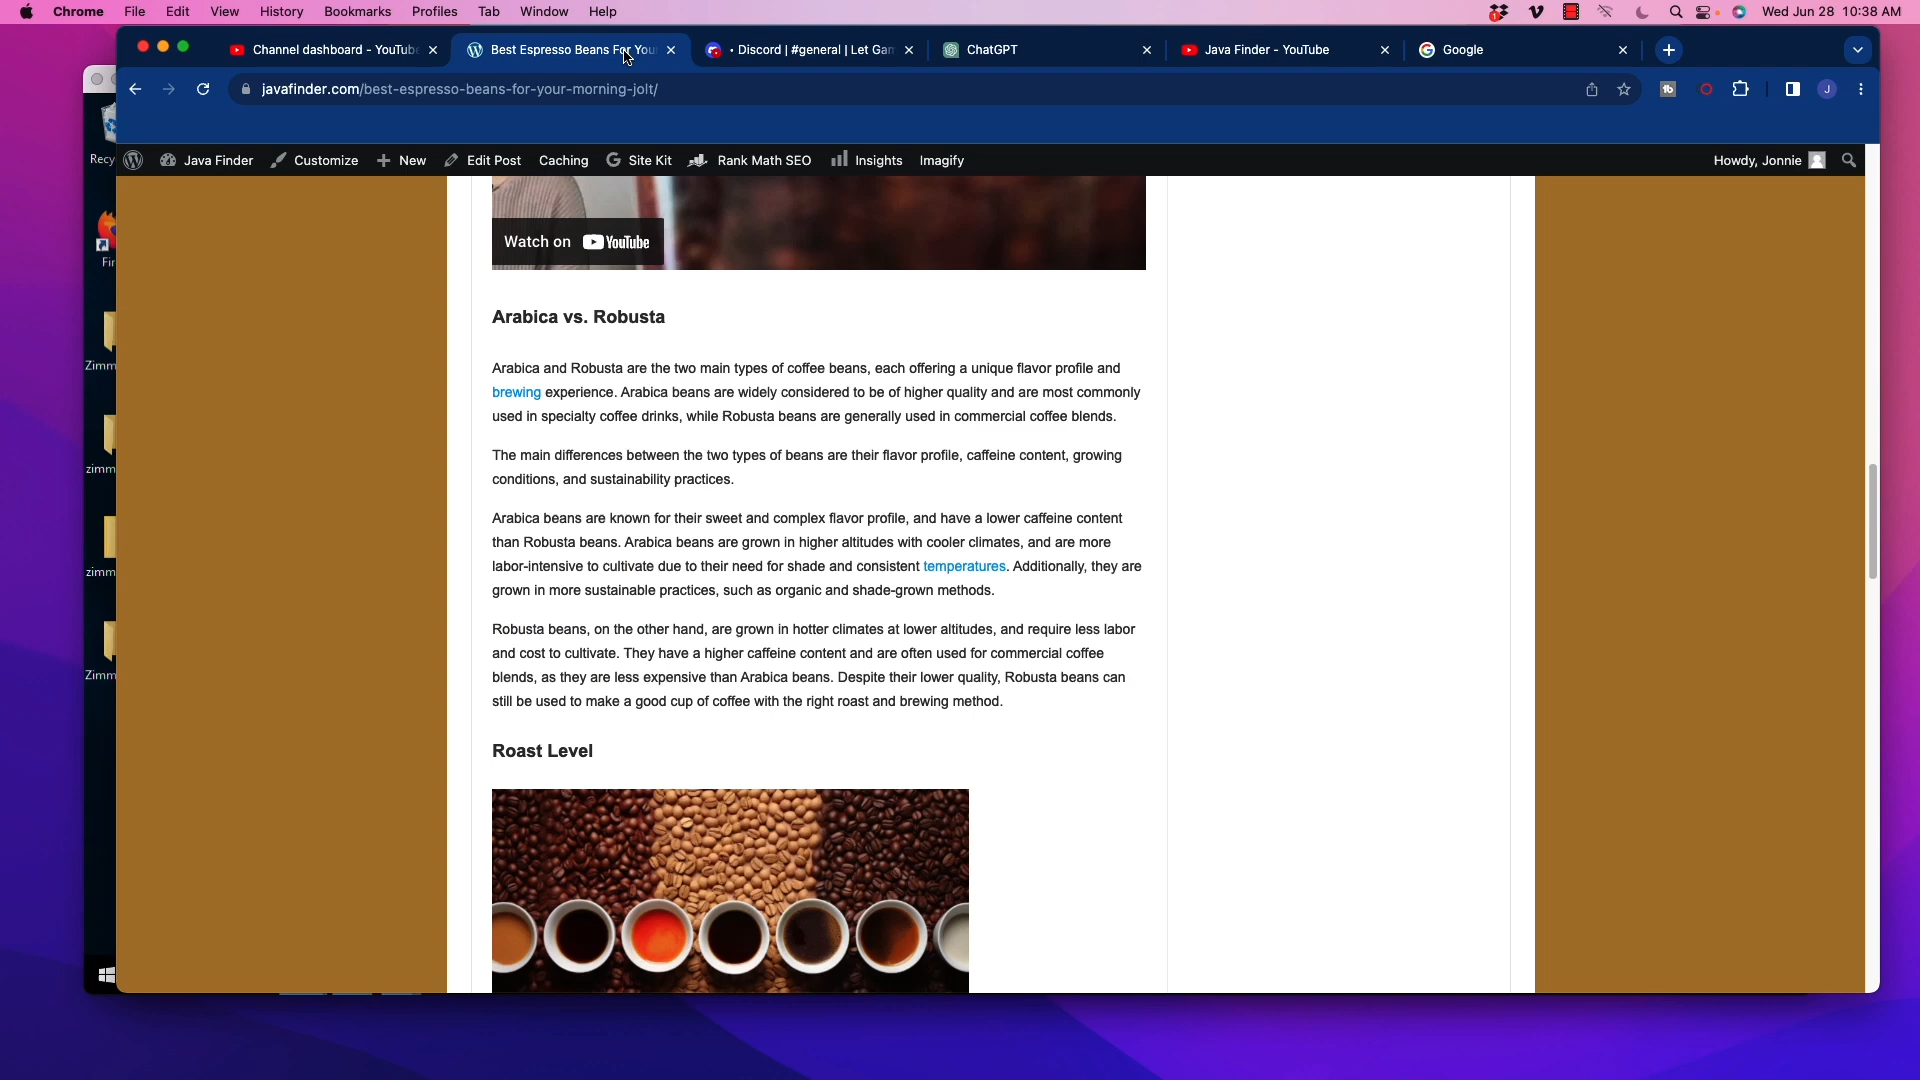 Chrome File Edit View History Bookmarks Profiles Tab Window Help
1
Wed Jun 28 10:38 AM
Channel dashboard - YouTube
Best Espresso Beans For You
• Discord | #general | Let Gam
ChatGPT
Java Finder - YouTube
Google
javafinder.com/best-espresso-beans-for-your-morning-jolt/
tb
J
Java Finder
Customize
New
Edit Post
Caching
Site Kit
Rank Math SEO
Insights
Imagify
Howdy, Jonnie
Recy
Fir
Zimm
zimm
zimm
Zimm
Watch on YouTube
Arabica vs. Robusta
Arabica and Robusta are the two main types of coffee beans, each offering a unique flavor profile and
brewing experience. Arabica beans are widely considered to be of higher quality and are most commonly
used in specialty coffee drinks, while Robusta beans are generally used in commercial coffee blends.
The main differences between the two types of beans are their flavor profile, caffeine content, growing
conditions, and sustainability practices.
Arabica beans are known for their sweet and complex flavor profile, and have a lower caffeine content
than Robusta beans. Arabica beans are grown in higher altitudes with cooler climates, and are more
labor-intensive to cultivate due to their need for shade and consistent temperatures. Additionally, they are
grown in more sustainable practices, such as organic and shade-grown methods.
Robusta beans, on the other hand, are grown in hotter climates at lower altitudes, and require less labor
and cost to cultivate. They have a higher caffeine content and are often used for commercial coffee
blends, as they are less expensive than Arabica beans. Despite their lower quality, Robusta beans can
still be used to make a good cup of coffee with the right roast and brewing method.
Roast Level